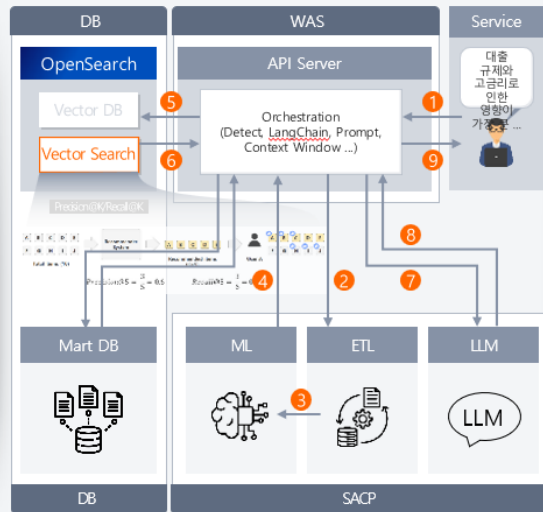 DB
WAS
Service
OpenSearch
API Server
대출
규제와
고금리로
인한
영향이
Vector DB
5
1
Orchestration
(Detect, LangChain, Prompt,
Context Window ...)
Vector Search
6
9
Precision@K/Recall@K
8
Recommender
System
4
2
7
Mart DB
ML
ETL
LLM
3
LLM
DB
SACP